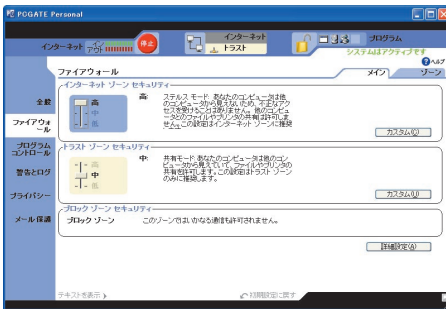 PCGATE Personal
インターネット
アウト
停止
インターネット
トラスト
プログラム
システムはアクティブです
ヘルプ
ファイアウォール
メイン
ゾーン
全般
ファイアウォール
プログラムコントロール
警告とログ
プライバシー
メール保護
インターネット ゾーン セキュリティー
高
中
低
高:
ステルス モード: あなたのコンピュータは他
のコンピュータから見えないため、不正なアク
セスを受けることはありません。他のコンピュ
ータとのファイルやプリンタの共有は許可しま
せん。この設定はインターネット ゾーンに推奨
カスタム(C)
トラスト ゾーン セキュリティー
高
中
低
中:
共有モード: あなたのコンピュータは他のコン
ピュータから見えていて、ファイルやプリンタの
共有を許可します。この設定はトラスト ゾーン
のみに推奨します。
カスタム(U)
ブロック ゾーン セキュリティー
ブロック ゾーン
このゾーンではいかなる通信も許可されません。
詳細設定(A)
テキストを表示
初期設定に戻す